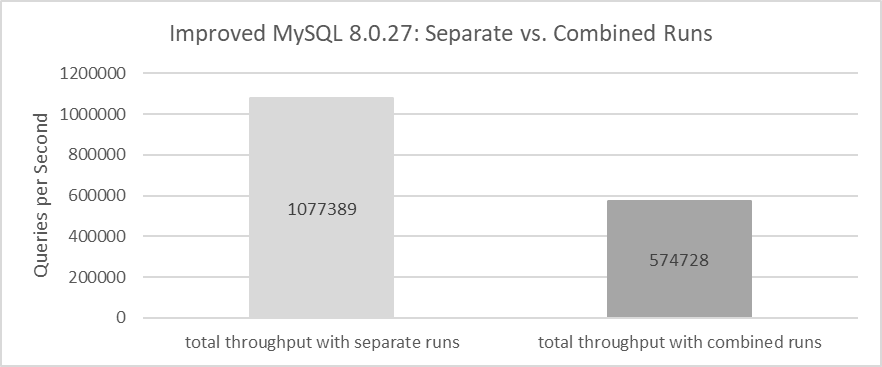 Improved MySQL 8.0.27: Separate vs. Combined Runs
Queries per Second
1200000
1000000
800000
600000
400000
200000
0
1077389
574728
total throughput with separate runs
total throughput with combined runs